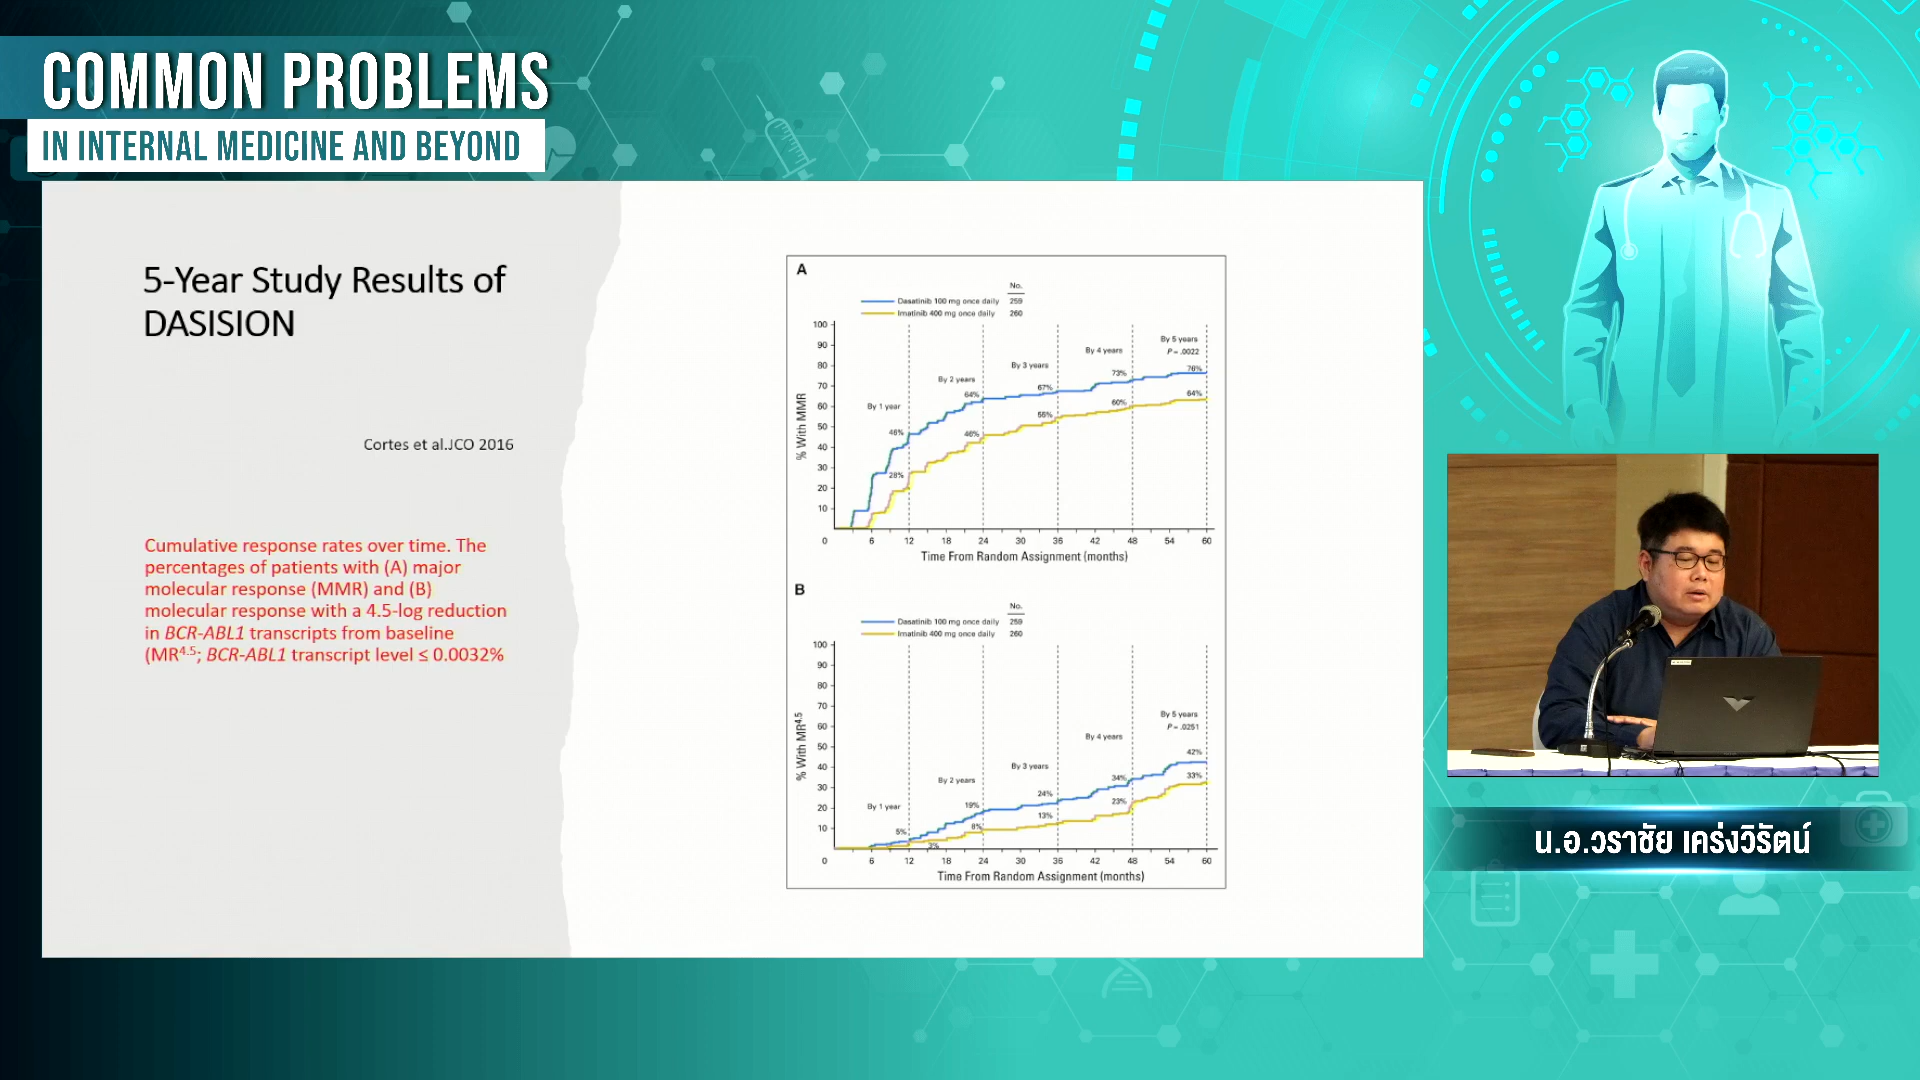 COMMON PROBLEMS
IN INTERNAL MEDICINE AND BEYOND
5-Year Study Results of
DASISION
Cortes et al.JCO 2016
Cumulative response rates over time. The
percentages of patients with (A) major
molecular response (MMR) and (B)
molecular response with a 4.5-log reduction
in BCR-ABL1 transcripts from baseline
(MR4.5; BCR-ABL1 transcript level ≤ 0.0032%
A
No.
Dasatinib 100 mg once daily 259
Imatinib 400 mg once daily 260
% With MMR
100
90
80
70
60
50
40
30
20
10
By 1 year
46%
28%
By 2 years
64%
46%
By 3 years
67%
55%
By 4 years
73%
60%
By 5 years
P = .0022
76%
64%
0 6 12 18 24 30 36 42 48 54 60
Time From Random Assignment (months)
B
No.
Dasatinib 100 mg once daily 259
Imatinib 400 mg once daily 260
% With MR4.5
100
90
80
70
60
50
40
30
20
10
By 1 year
5%
3%
By 2 years
19%
8%
By 3 years
24%
13%
By 4 years
34%
23%
By 5 years
P = .0251
42%
33%
0 6 12 18 24 30 36 42 48 54 60
Time From Random Assignment (months)
น.อ.วราชัย เคร่งวิรัตน์